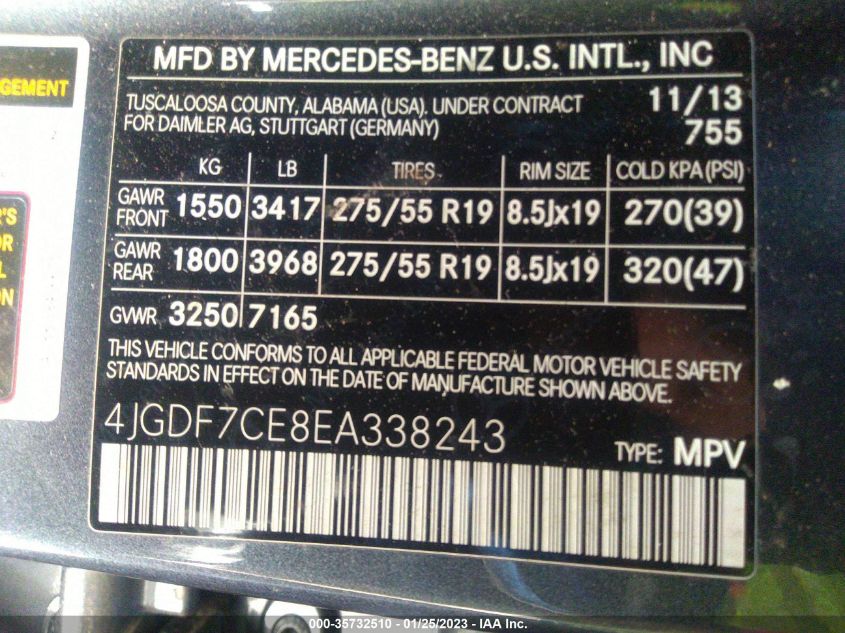 GEMENT
R'S
OR
L
ON
MFD BY MERCEDES-BENZ U.S. INTL., INC
TUSCALOOSA COUNTY, ALABAMA (USA). UNDER CONTRACT 11/13
FOR DAIMLER AG, STUTTGART (GERMANY) 755
KG LB TIRES RIM SIZE COLD KPA (PSI)
GAWR FRONT 1550 3417 275/55 R19 8.5Jx19 270(39)
GAWR REAR 1800 3968 275/55 R19 8.5Jx19 320(47)
GVWR 3250 7165
THIS VEHICLE CONFORMS TO ALL APPLICABLE FEDERAL MOTOR VEHICLE SAFETY
STANDARDS IN EFFECT ON THE DATE OF MANUFACTURE SHOWN ABOVE.
4JGDF7CE8EA338243
TYPE: MPV
000-35732510 - 01/25/2023 - IAA Inc.